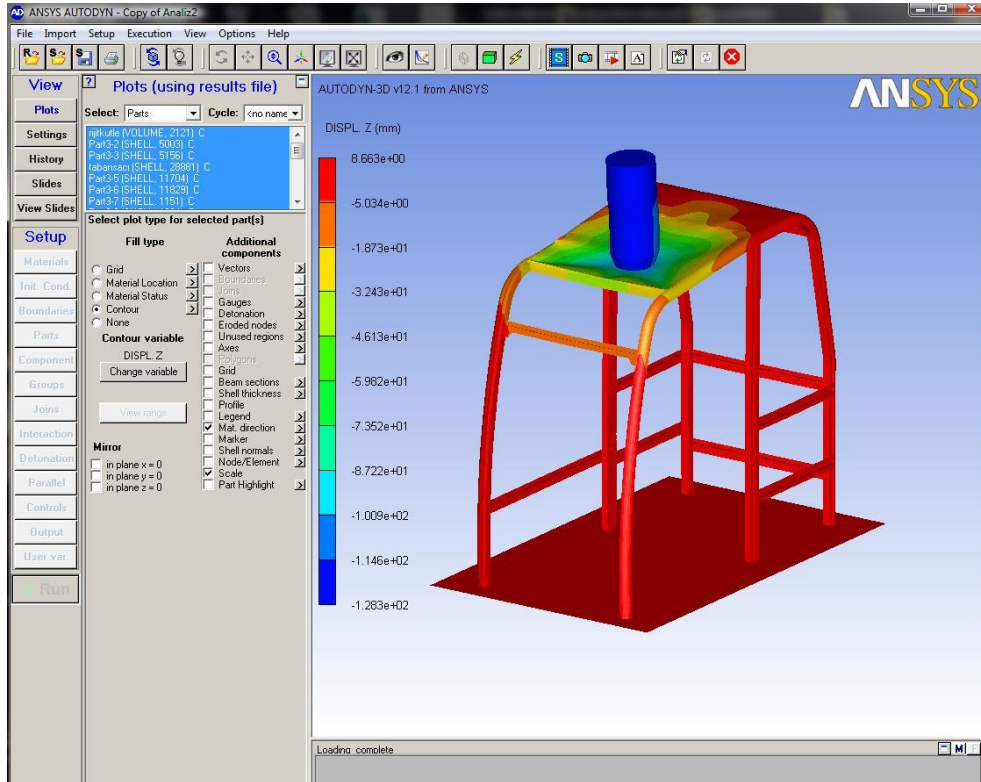 ANSYS AUTODYN - Copy of Analiz2
File Import Setup Execution View Options Help
View
Plots
Settings
History
Slides
View Slides
Setup
Materials
Init. Cond.
Boundaries
Parts
Component
Groups
Joins
Interaction
Detonation
Parallel
Controls
Output
User var.
Run
? Plots (using results file)
Select: Parts Cycle: <no name
rijitkutle (VOLUME, 2121) C
Part3-2 (SHELL, 5003) C
Part3-3 (SHELL, 5156) C
tabansacı (SHELL, 28881) C
Part3-5 (SHELL, 11704) C
Part3-6 (SHELL, 11829) C
Part3-7 (SHELL, 1151) C
Select plot type for selected part(s)
Fill type
Grid
Material Location
Material Status
Contour
None
Contour variable
DISPL. Z
Change variable
View range
Mirror
in plane x = 0
in plane y = 0
in plane z = 0
Additional
components
Vectors
Boundaries
Joins
Gauges
Detonation
Eroded nodes
Unused regions
Axes
Polygons
Grid
Beam sections
Shell thickness
Profile
Legend
Mat. direction
Marker
Shell normals
Node/Element
Scale
Part Highlight
AUTODYN-3D v12.1 from ANSYS
ANSYS
DISPL. Z (mm)
8.663e+00
-5.034e+00
-1.873e+01
-3.243e+01
-4.613e+01
-5.982e+01
-7.352e+01
-8.722e+01
-1.009e+02
-1.146e+02
-1.283e+02
Loading complete
M